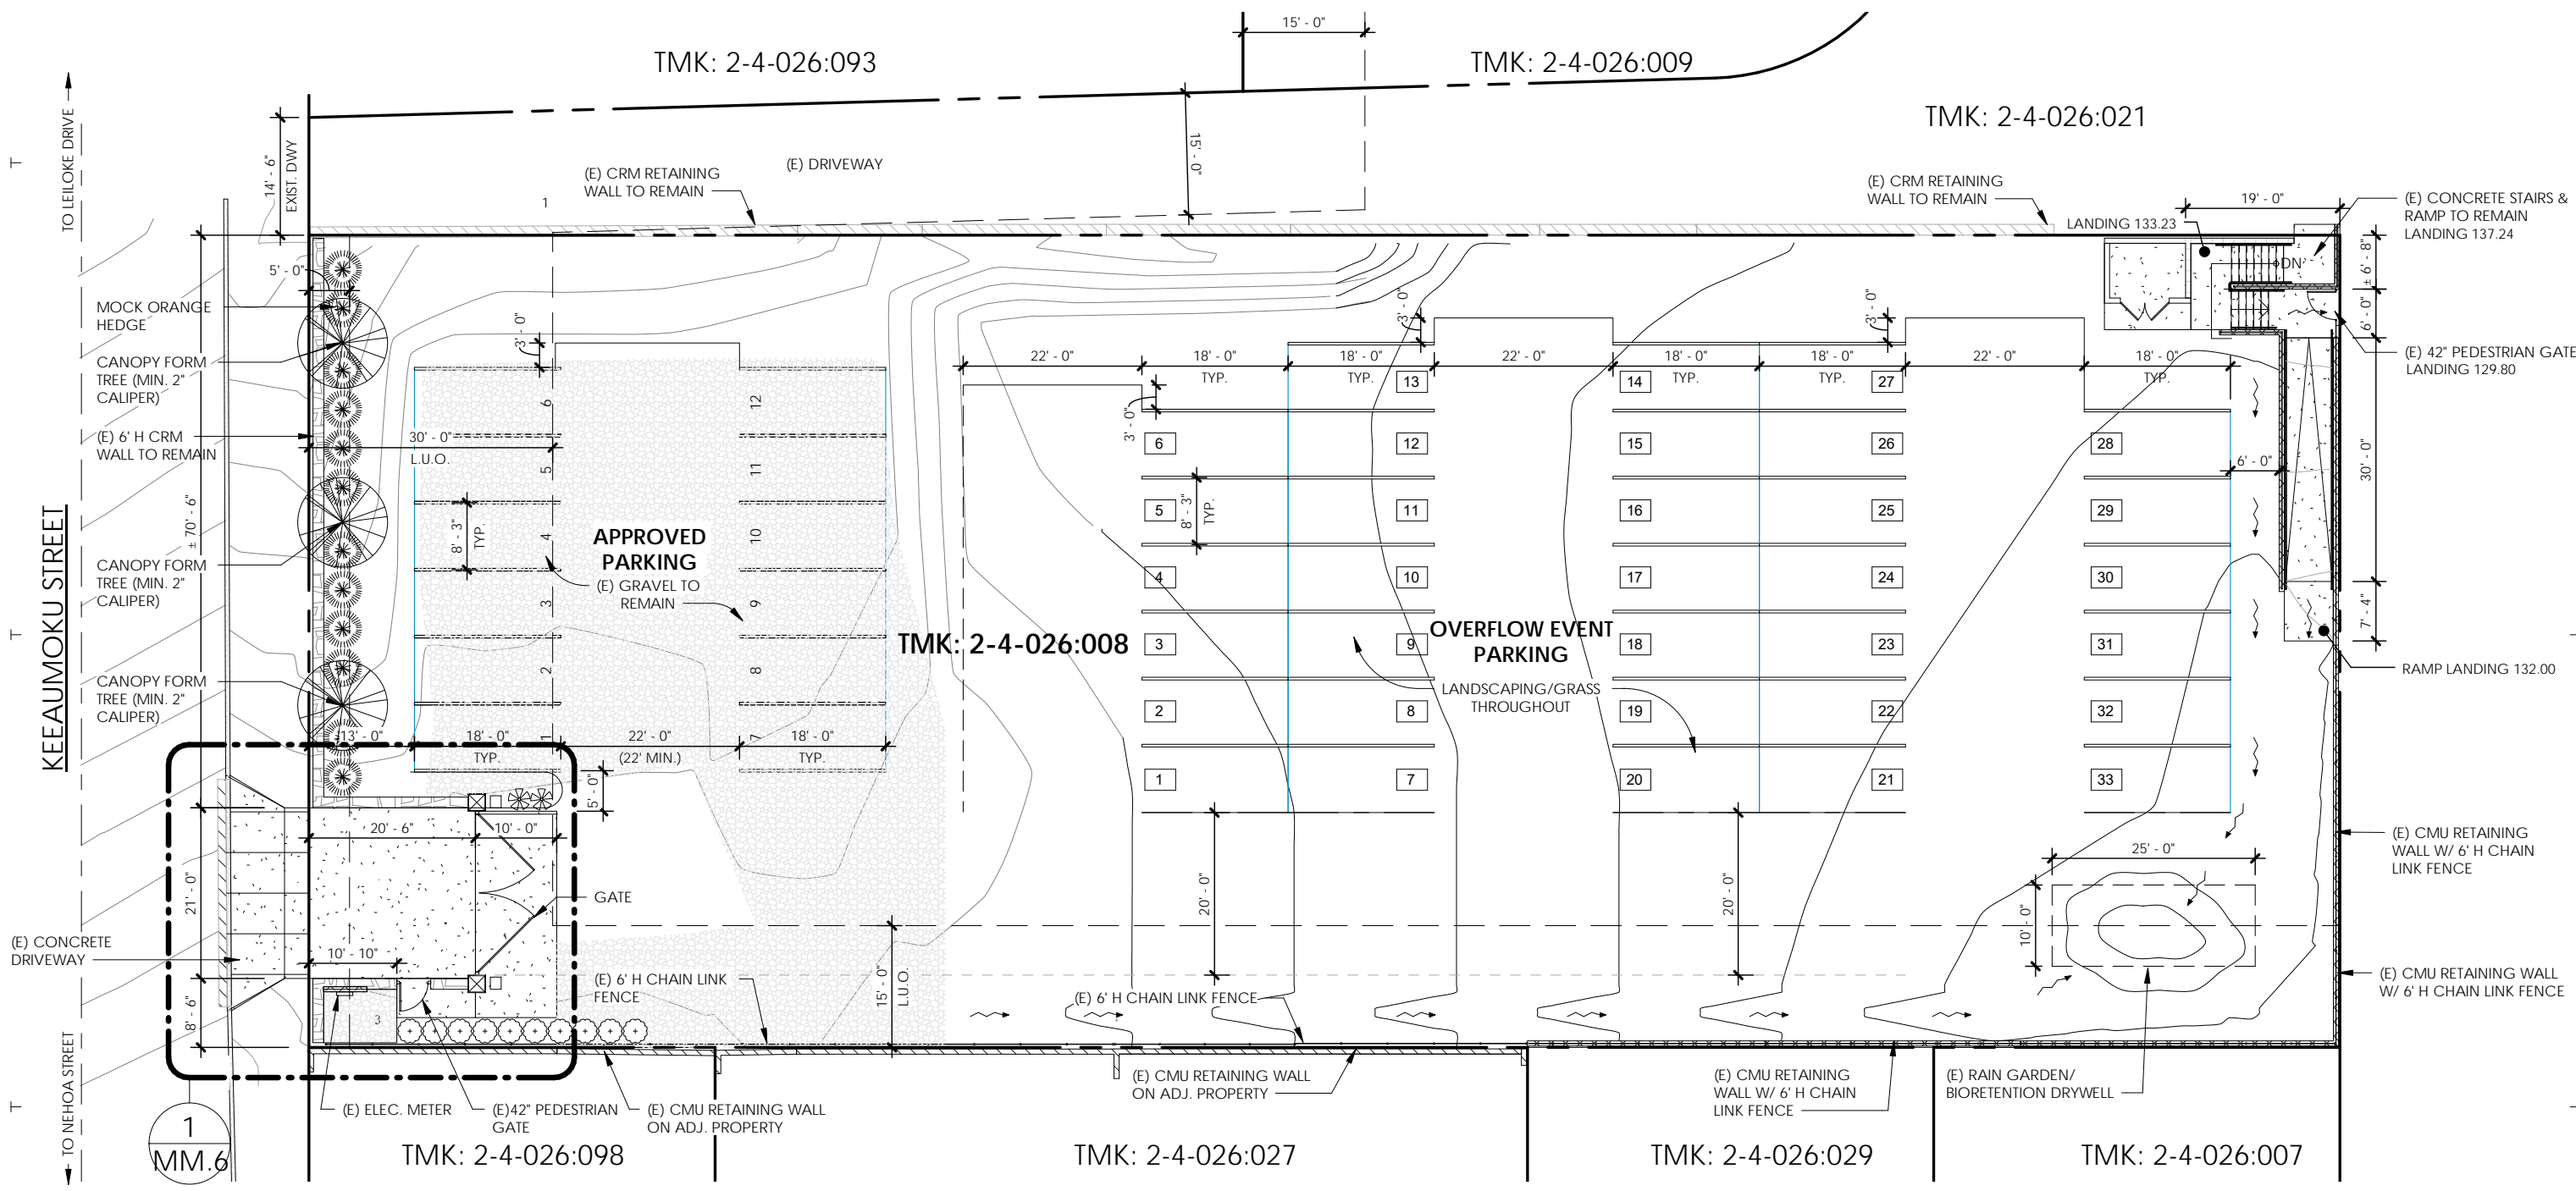 15' - 0"
TMK: 2-4-026:093
TMK: 2-4-026:009
TMK: 2-4-026:021
TO LEILOKE DRIVE
14' - 6"
EXIST. DWY
15' - 0"
(E) DRIVEWAY
(E) CRM RETAINING
WALL TO REMAIN
1
(E) CRM RETAINING
WALL TO REMAIN
LANDING 133.23
19' - 0"
(E) CONCRETE STAIRS &
RAMP TO REMAIN
LANDING 137.24
DN
± 6' - 8"
6' - 0"
(E) 42" PEDESTRIAN GATE
LANDING 129.80
5' - 0"
MOCK ORANGE
HEDGE
CANOPY FORM
TREE (MIN. 2"
CALIPER)
(E) 6' H CRM
WALL TO REMAIN
30' - 0"
L.U.O.
± 70' - 6"
KEEAUMOKU STREET
CANOPY FORM
TREE (MIN. 2"
CALIPER)
CANOPY FORM
TREE (MIN. 2"
CALIPER)
3' - 0"
6
5
4
3
2
1
12
11
10
9
8
7
8' - 3"
TYP.
APPROVED
PARKING
(E) GRAVEL TO
REMAIN
TMK: 2-4-026:008
13' - 0"
18' - 0"
TYP.
22' - 0"
(22' MIN.)
18' - 0"
TYP.
5' - 0"
22' - 0"
18' - 0"
TYP.
18' - 0"
TYP.
22' - 0"
18' - 0"
TYP.
18' - 0"
TYP.
22' - 0"
18' - 0"
TYP.
3' - 0"
3' - 0"
3' - 0"
13
14
27
6
12
15
26
28
6' - 0"
30' - 0"
5
8' - 3"
TYP.
11
16
25
29
4
10
17
24
30
7' - 4"
OVERFLOW EVENT
PARKING
3
9
18
23
31
RAMP LANDING 132.00
LANDSCAPING/GRASS
THROUGHOUT
2
8
19
22
32
1
7
20
21
33
20' - 6"
10' - 0"
21' - 0"
GATE
(E) CONCRETE
DRIVEWAY
10' - 10"
8' - 6"
3
TO NEHOA STREET
15' - 0"
L.U.O.
20' - 0"
20' - 0"
25' - 0"
10' - 0"
(E) CMU RETAINING
WALL W/ 6' H CHAIN
LINK FENCE
(E) CMU RETAINING WALL
W/ 6' H CHAIN LINK FENCE
(E) 6' H CHAIN LINK
FENCE
(E) 6' H CHAIN LINK FENCE
(E) ELEC. METER
(E)42" PEDESTRIAN
GATE
(E) CMU RETAINING WALL
ON ADJ. PROPERTY
(E) CMU RETAINING WALL
ON ADJ. PROPERTY
(E) CMU RETAINING
WALL W/ 6' H CHAIN
LINK FENCE
(E) RAIN GARDEN/
BIORETENTION DRYWELL
1
MM.6
TMK: 2-4-026:098
TMK: 2-4-026:027
TMK: 2-4-026:029
TMK: 2-4-026:007